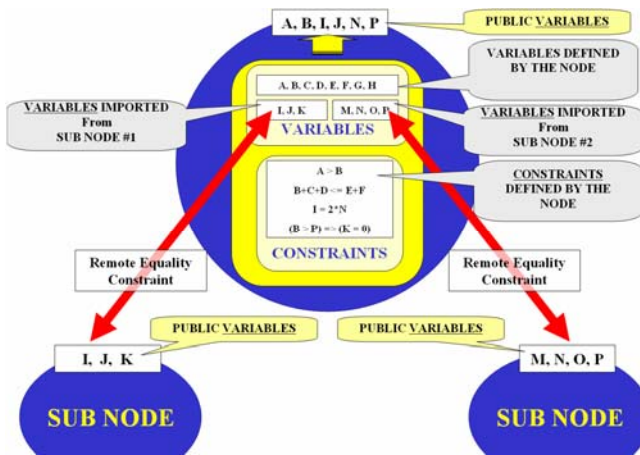 A, B, I, J, N, P
PUBLIC VARIABLES
VARIABLES DEFINED
BY THE NODE
A, B, C, D, E, F, G, H
VARIABLES IMPORTED
From
SUB NODE #1
I, J, K
M, N, O, P
VARIABLES
VARIABLES IMPORTED
From
SUB NODE #2
A > B
B+C+D <= E+F
I = 2*N
(B > P) => (K = 0)
CONSTRAINTS
CONSTRAINTS
DEFINED BY THE
NODE
Remote Equality
Constraint
Remote Equality
Constraint
PUBLIC VARIABLES
PUBLIC VARIABLES
I, J, K
M, N, O, P
SUB NODE
SUB NODE